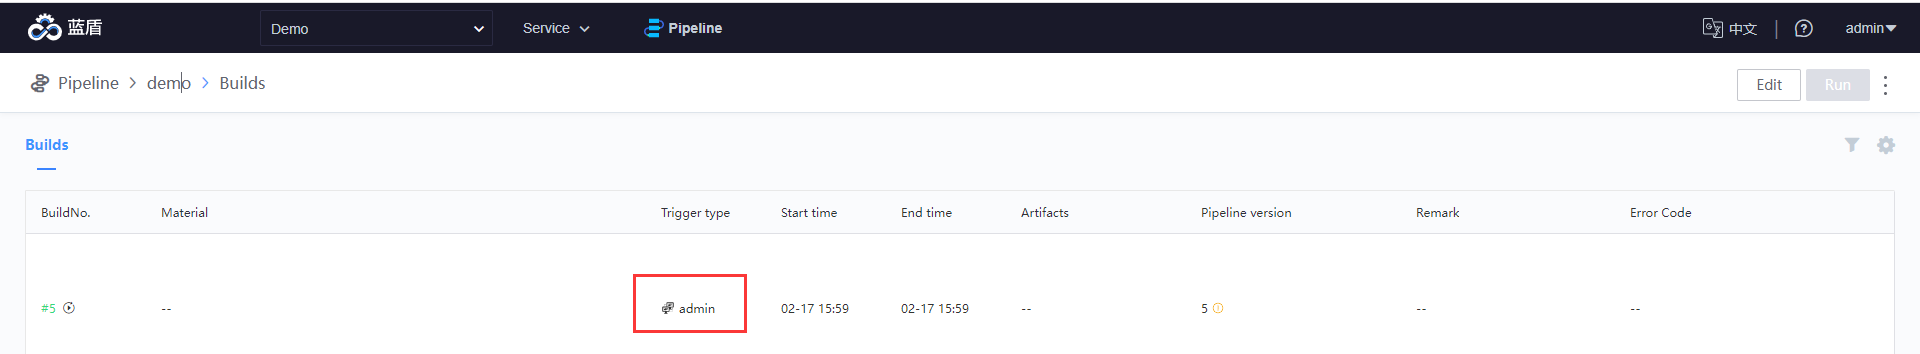 蓝盾 Demo Service Pipeline 中文 admin
Pipeline > demo > Builds Edit Run
Builds
BuildNo. Material Trigger type Start time End time Artifacts Pipeline version Remark Error Code
#5 -- admin 02-17 15:59 02-17 15:59 -- 5 -- --